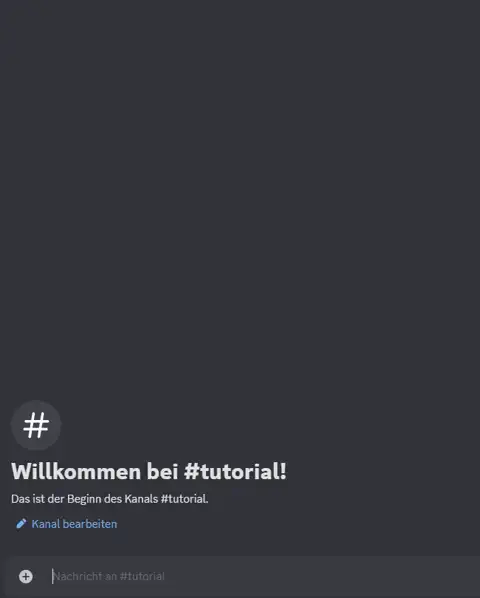 #
Willkommen bei #tutorial!
Das ist der Beginn des Kanals #tutorial.
Kanal bearbeiten
Nachricht an #tutorial